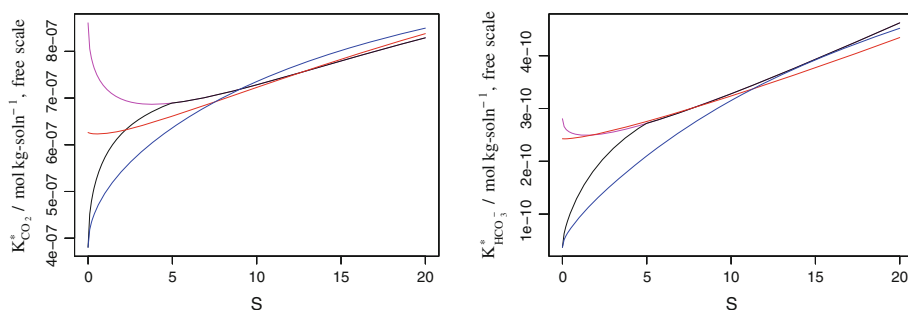 K*CO2 / mol kg-soln−1, free scale
8e−07
7e−07
6e−07
5e−07
4e−07
0 5 10 15 20
S
K*HCO3− / mol kg-soln−1, free scale
4e−10
3e−10
2e−10
1e−10
0 5 10 15 20
S